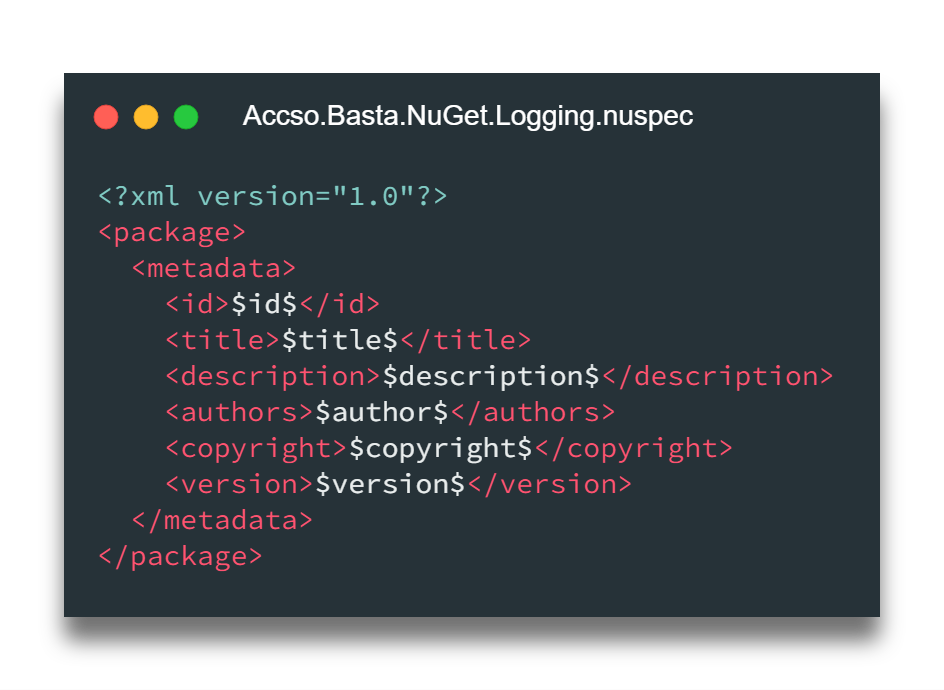 Accso.Basta.NuGet.Logging.nuspec
<?xml version="1.0"?>
<package>
  <metadata>
    <id>$id$</id>
    <title>$title$</title>
    <description>$description$</description>
    <authors>$author$</authors>
    <copyright>$copyright$</copyright>
    <version>$version$</version>
  </metadata>
</package>